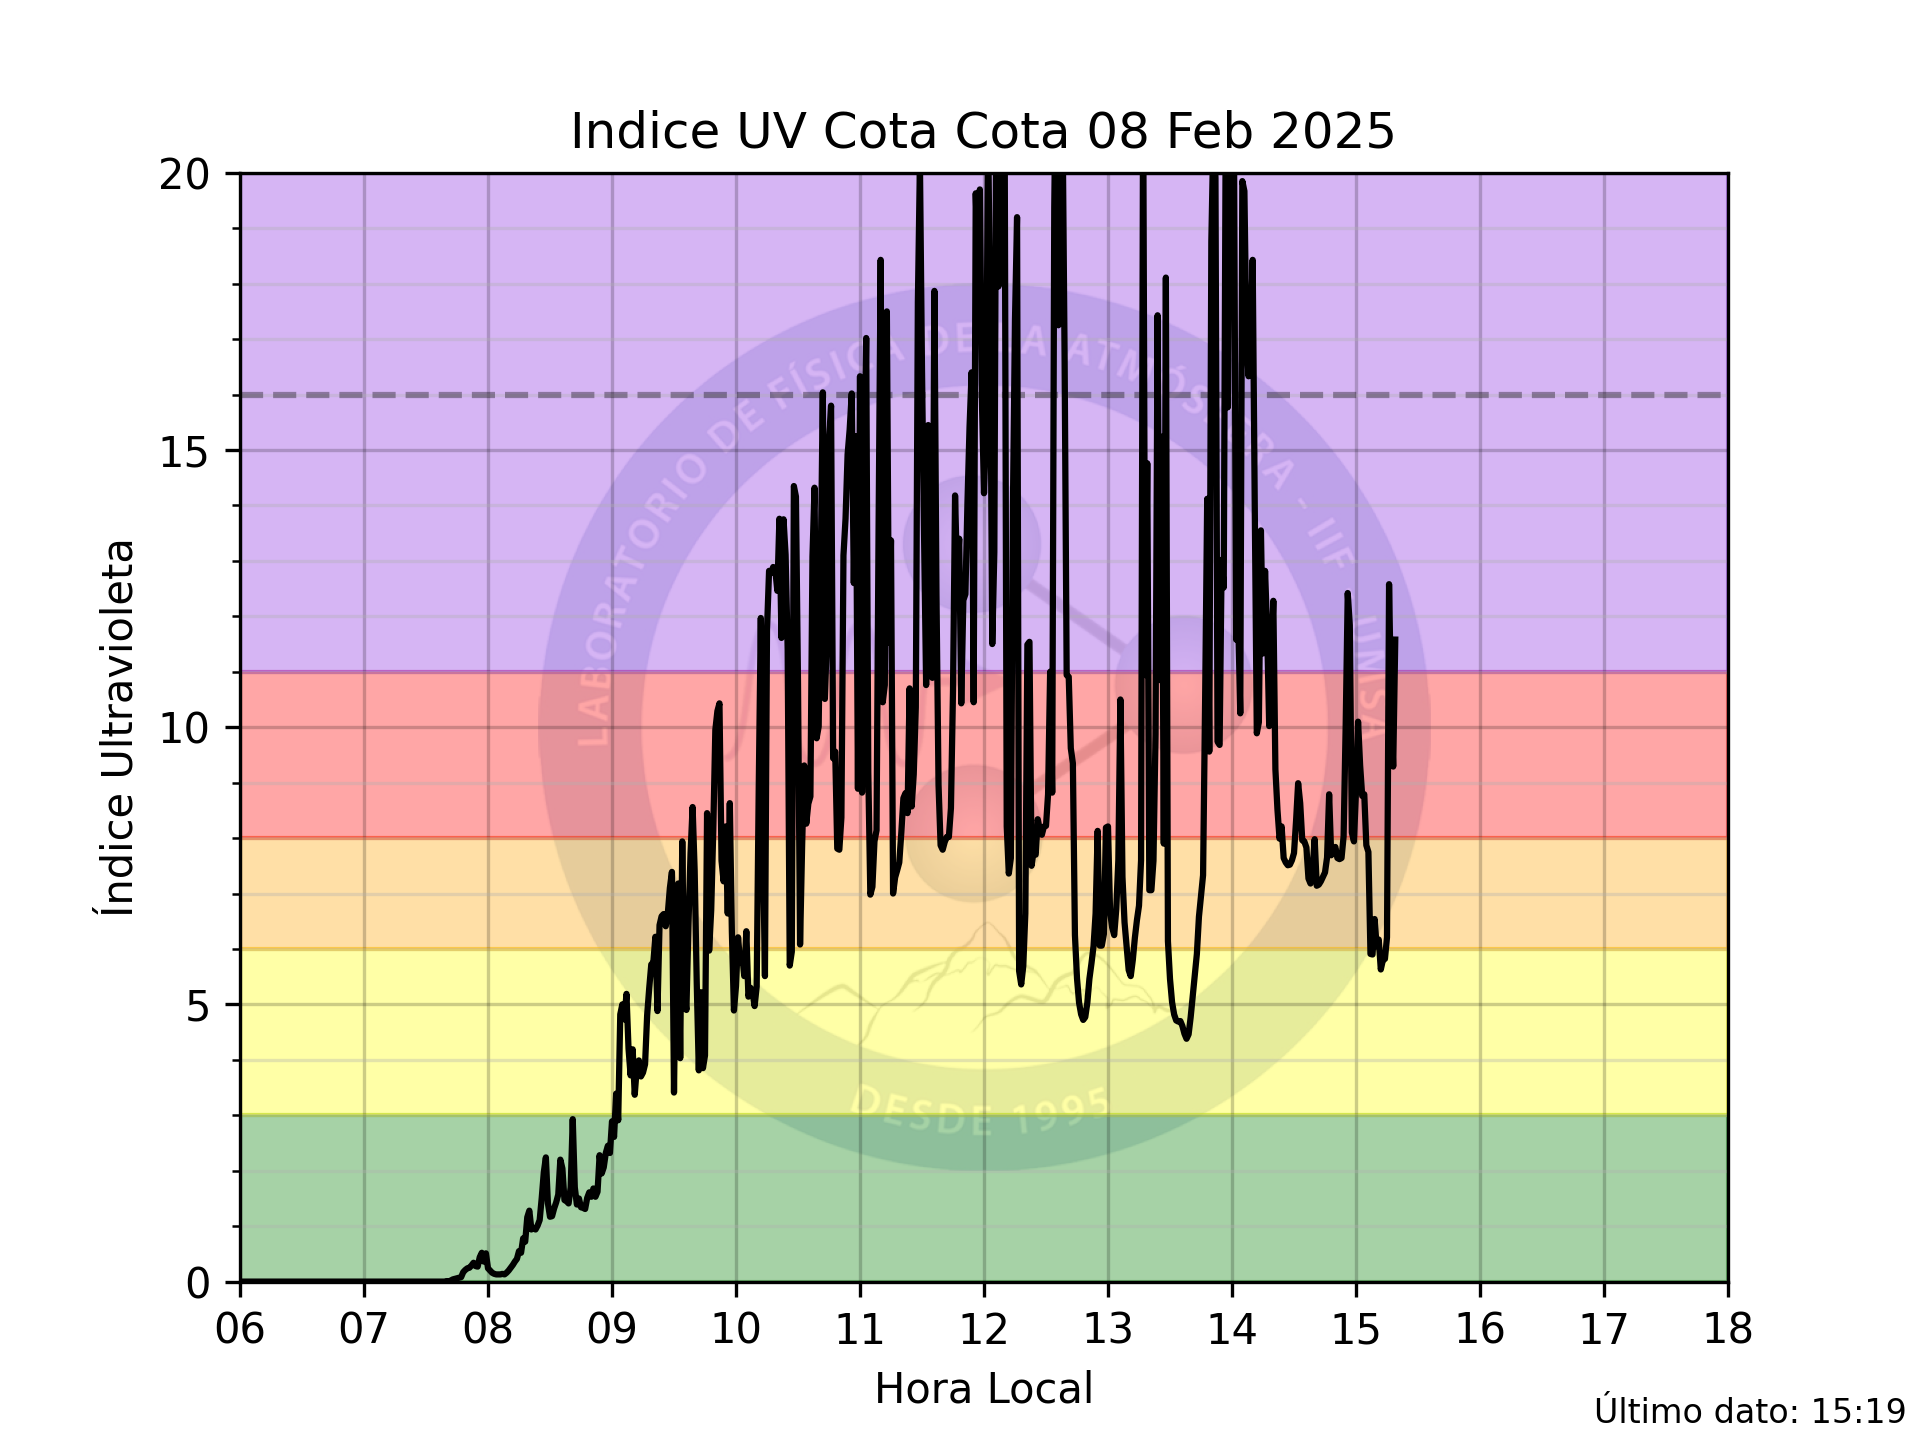 Indice UV Cota Cota 08 Feb 2025
20
15
10
5
0
Índice Ultravioleta
LABORATORIO DE FÍSICA DE LA ATMÓSFERA - IIF UMSA
DESDE 1995
06 07 08 09 10 11 12 13 14 15 16 17 18
Hora Local
Último dato: 15:19